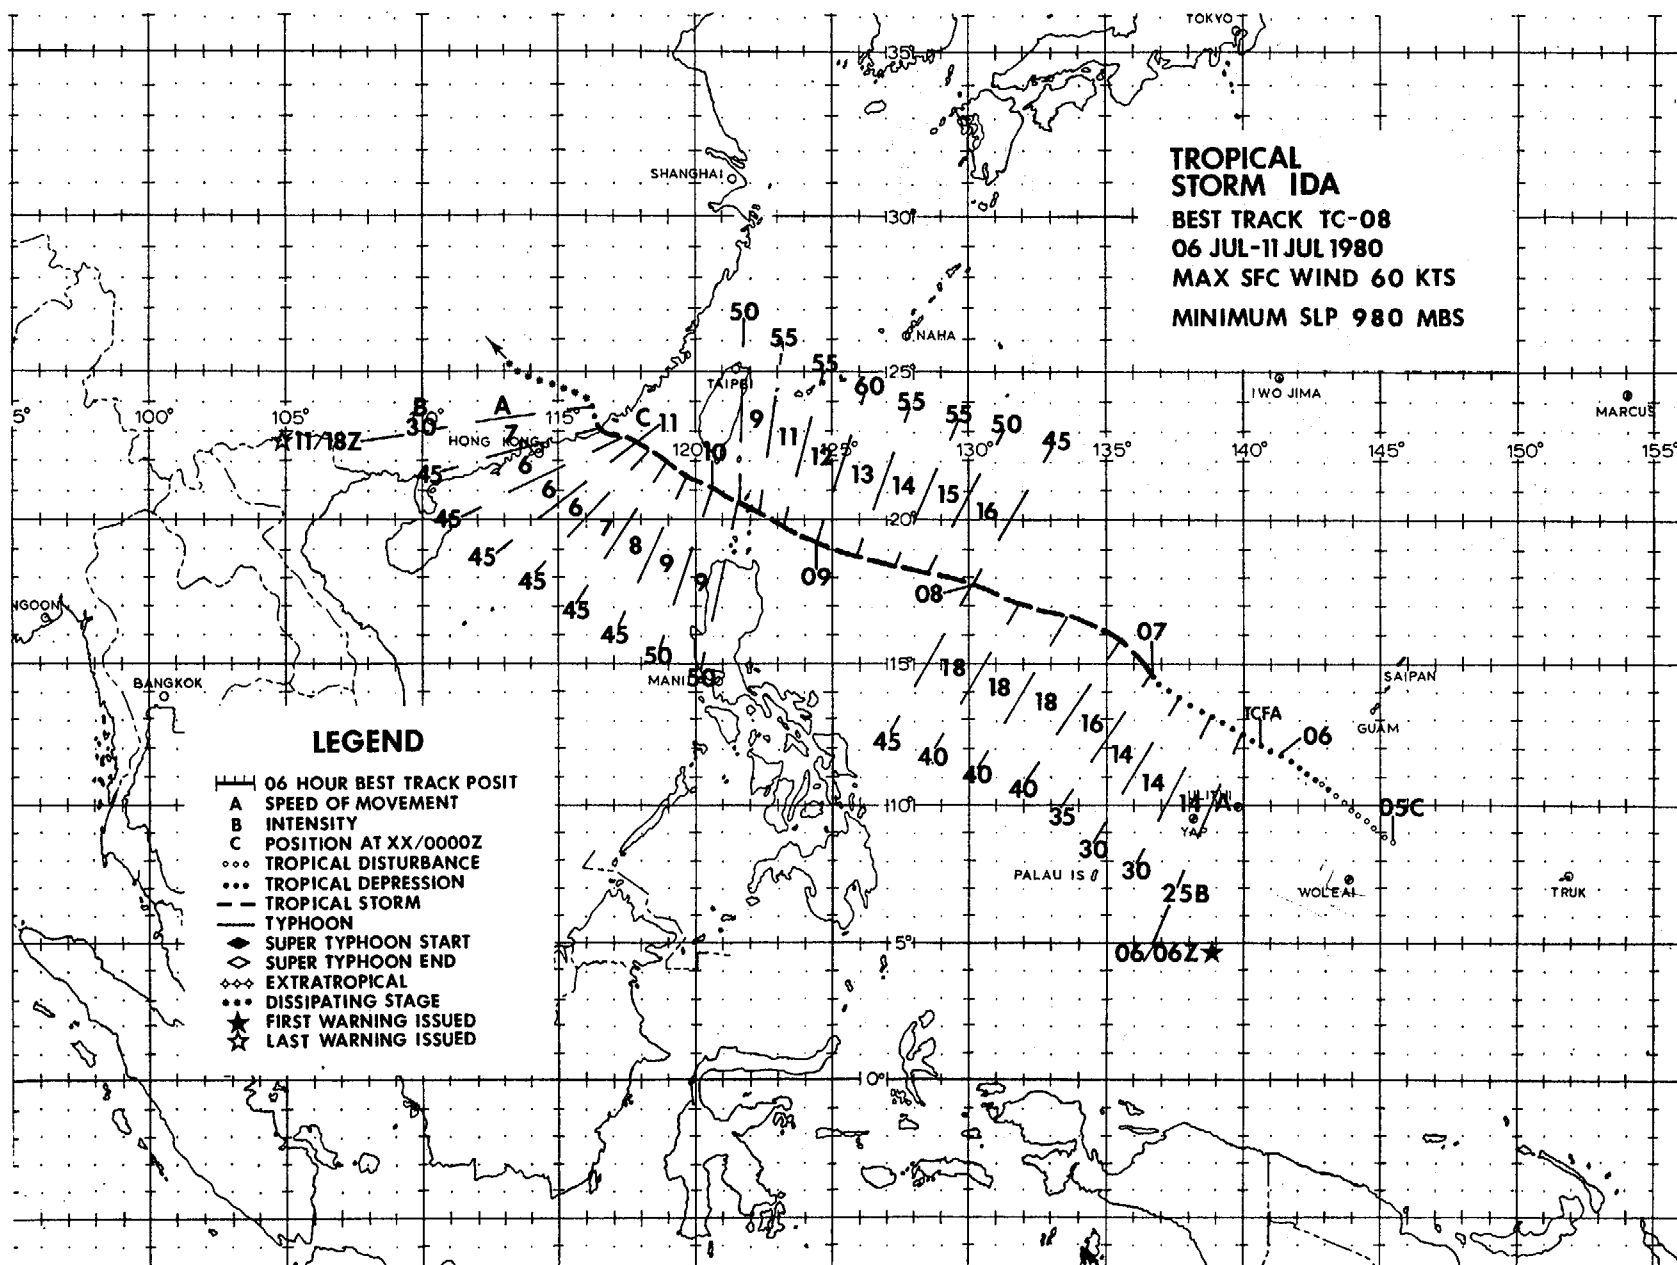 TOKYO
35°
TROPICAL
STORM IDA
BEST TRACK TC-08
06 JUL-11 JUL 1980
MAX SFC WIND 60 KTS
MINIMUM SLP 980 MBS
SHANGHAI
30°
NAHA
50
55
55
60
55
55
50
45
25°
TAIPEI
IWO JIMA
MARCUS
B
A
C
11
30
7
5°
100°
105°
110°
115°
120°
125°
130°
135°
140°
145°
150°
155°
11/18Z
HONG KONG
10
9
11
12
13
14
15
16
45
6
6
6
7
8
9
9
20°
45
45
45
45
45
50
50
09
08
07
15°
BANGKOK
MANILA
SAIPAN
GUAM
TCFA
06
05C
18
18
18
16
14
14
14
A
45
40
40
40
35
30
30
25B
10°
ULITHI
YAP
PALAU IS
WOLEAI
TRUK
5°
06/06Z
0°
LEGEND
06 HOUR BEST TRACK POSIT
A SPEED OF MOVEMENT
B INTENSITY
C POSITION AT XX/0000Z
TROPICAL DISTURBANCE
TROPICAL DEPRESSION
TROPICAL STORM
TYPHOON
SUPER TYPHOON START
SUPER TYPHOON END
EXTRATROPICAL
DISSIPATING STAGE
FIRST WARNING ISSUED
LAST WARNING ISSUED